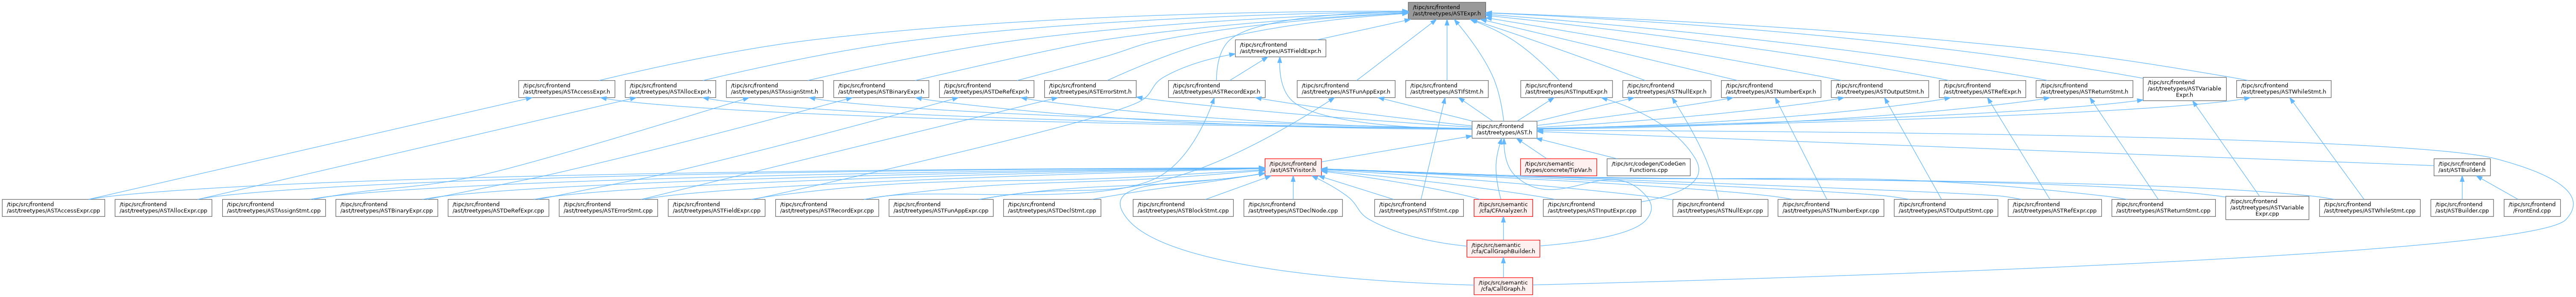 /tipc/src/frontend
/ast/treetypes/ASTExpr.h
/tipc/src/frontend
/ast/treetypes/ASTFieldExpr.h
/tipc/src/frontend
/ast/treetypes/ASTAccessExpr.h
/tipc/src/frontend
/ast/treetypes/ASTAllocExpr.h
/tipc/src/frontend
/ast/treetypes/ASTAssignStmt.h
/tipc/src/frontend
/ast/treetypes/ASTBinaryExpr.h
/tipc/src/frontend
/ast/treetypes/ASTDeRefExpr.h
/tipc/src/frontend
/ast/treetypes/ASTErrorStmt.h
/tipc/src/frontend
/ast/treetypes/ASTRecordExpr.h
/tipc/src/frontend
/ast/treetypes/ASTFunAppExpr.h
/tipc/src/frontend
/ast/treetypes/ASTIfStmt.h
/tipc/src/frontend
/ast/treetypes/ASTInputExpr.h
/tipc/src/frontend
/ast/treetypes/ASTNullExpr.h
/tipc/src/frontend
/ast/treetypes/ASTNumberExpr.h
/tipc/src/frontend
/ast/treetypes/ASTOutputStmt.h
/tipc/src/frontend
/ast/treetypes/ASTRefExpr.h
/tipc/src/frontend
/ast/treetypes/ASTReturnStmt.h
/tipc/src/frontend
/ast/treetypes/ASTVariable
Expr.h
/tipc/src/frontend
/ast/treetypes/ASTWhileStmt.h
/tipc/src/frontend
/ast/treetypes/AST.h
/tipc/src/frontend
/ast/ASTVisitor.h
/tipc/src/semantic
/types/concrete/TipVar.h
/tipc/src/codegen/CodeGen
Functions.cpp
/tipc/src/frontend
/ast/ASTBuilder.h
/tipc/src/frontend
/ast/treetypes/ASTAccessExpr.cpp
/tipc/src/frontend
/ast/treetypes/ASTAllocExpr.cpp
/tipc/src/frontend
/ast/treetypes/ASTAssignStmt.cpp
/tipc/src/frontend
/ast/treetypes/ASTBinaryExpr.cpp
/tipc/src/frontend
/ast/treetypes/ASTDeRefExpr.cpp
/tipc/src/frontend
/ast/treetypes/ASTErrorStmt.cpp
/tipc/src/frontend
/ast/treetypes/ASTFieldExpr.cpp
/tipc/src/frontend
/ast/treetypes/ASTRecordExpr.cpp
/tipc/src/frontend
/ast/treetypes/ASTFunAppExpr.cpp
/tipc/src/frontend
/ast/treetypes/ASTDeclStmt.cpp
/tipc/src/frontend
/ast/treetypes/ASTBlockStmt.cpp
/tipc/src/frontend
/ast/treetypes/ASTDeclNode.cpp
/tipc/src/frontend
/ast/treetypes/ASTIfStmt.cpp
/tipc/src/semantic
/cfa/CFAnalyzer.h
/tipc/src/frontend
/ast/treetypes/ASTInputExpr.cpp
/tipc/src/frontend
/ast/treetypes/ASTNullExpr.cpp
/tipc/src/frontend
/ast/treetypes/ASTNumberExpr.cpp
/tipc/src/frontend
/ast/treetypes/ASTOutputStmt.cpp
/tipc/src/frontend
/ast/treetypes/ASTRefExpr.cpp
/tipc/src/frontend
/ast/treetypes/ASTReturnStmt.cpp
/tipc/src/frontend
/ast/treetypes/ASTVariable
Expr.cpp
/tipc/src/frontend
/ast/treetypes/ASTWhileStmt.cpp
/tipc/src/frontend
/ast/ASTBuilder.cpp
/tipc/src/frontend
/FrontEnd.cpp
/tipc/src/semantic
/cfa/CallGraphBuilder.h
/tipc/src/semantic
/cfa/CallGraph.h